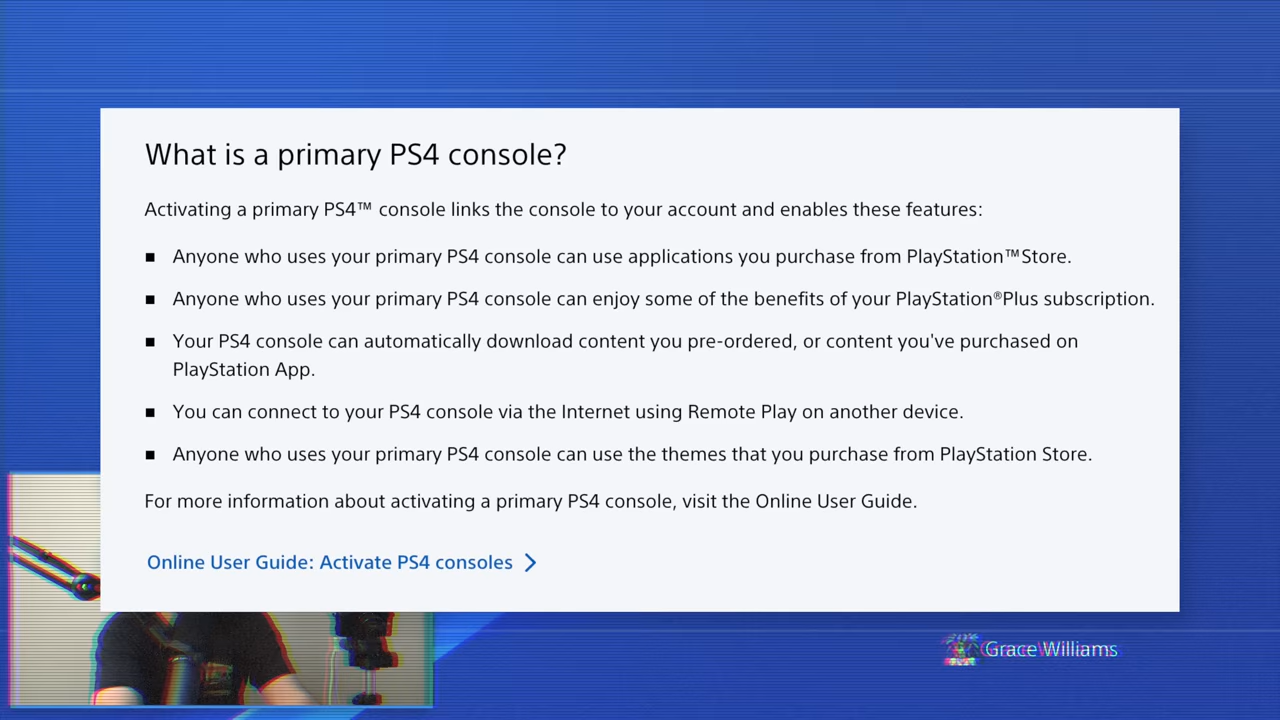 What is a primary PS4 console?
Activating a primary PS4™ console links the console to your account and enables these features:
■ Anyone who uses your primary PS4 console can use applications you purchase from PlayStation™Store.
■ Anyone who uses your primary PS4 console can enjoy some of the benefits of your PlayStation®Plus subscription.
■ Your PS4 console can automatically download content you pre-ordered, or content you've purchased on
PlayStation App.
■ You can connect to your PS4 console via the Internet using Remote Play on another device.
■ Anyone who uses your primary PS4 console can use the themes that you purchase from PlayStation Store.
For more information about activating a primary PS4 console, visit the Online User Guide.
Online User Guide: Activate PS4 consoles
Grace Williams